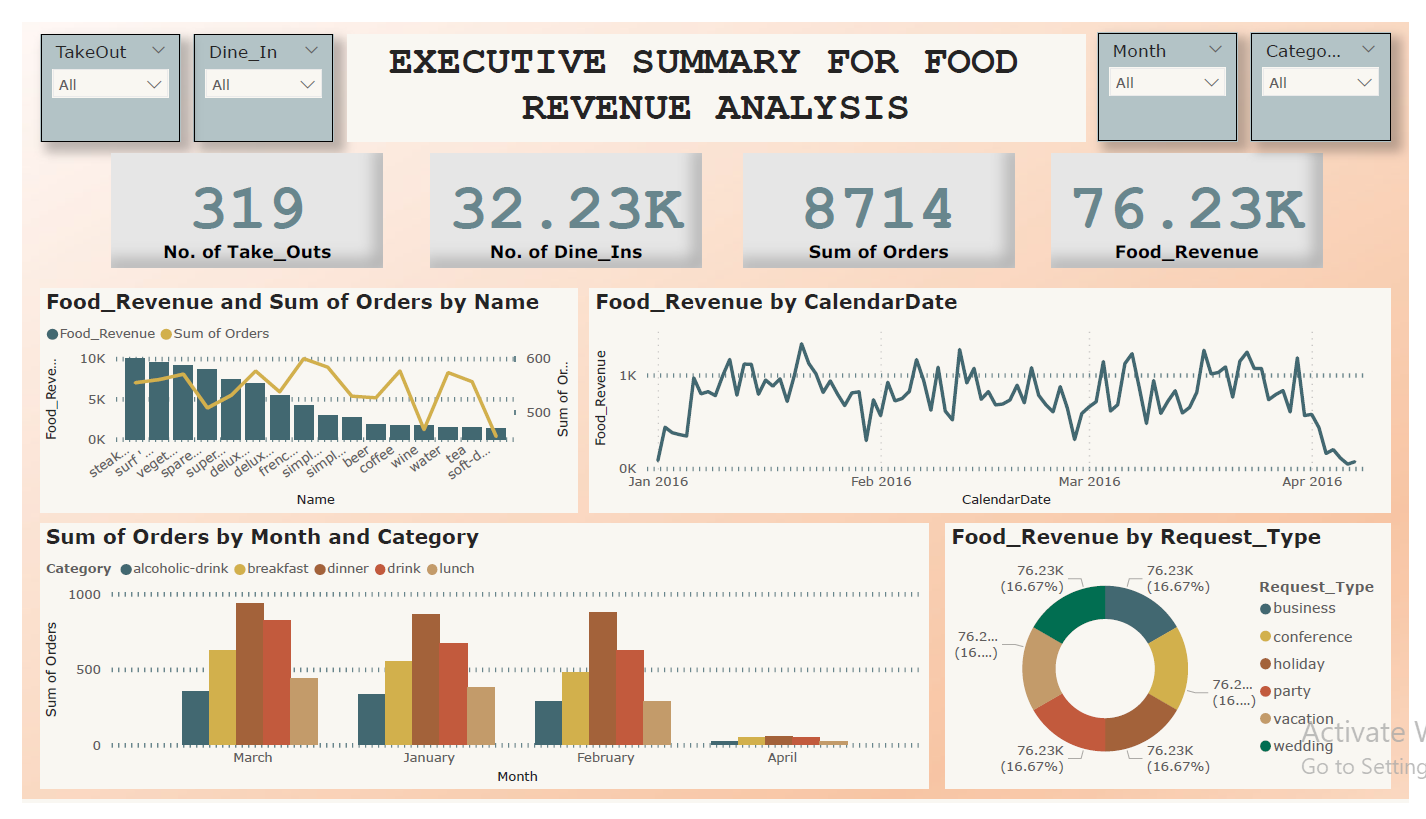 TakeOut
All
Dine_In
All
EXECUTIVE SUMMARY FOR FOOD
REVENUE ANALYSIS
Month
All
Catego...
All
319
No. of Take_Outs
32.23K
No. of Dine_Ins
8714
Sum of Orders
76.23K
Food_Revenue
Food_Revenue and Sum of Orders by Name
Food_Revenue Sum of Orders
Food_Reve...
10K
5K
0K
600
500
Sum of Or...
steak...
surf '...
veget...
spare...
super...
delux...
delux...
frenc...
simpl...
simpl...
beer
coffee
wine
water
tea
soft-d...
Name
Food_Revenue by CalendarDate
Food_Revenue
1K
0K
Jan 2016
Feb 2016
Mar 2016
Apr 2016
CalendarDate
Sum of Orders by Month and Category
Category alcoholic-drink breakfast dinner drink lunch
Sum of Orders
1000
500
0
March
January
February
April
Month
Food_Revenue by Request_Type
76.23K
(16.67%)
76.23K
(16.67%)
76.2...
(16....)
76.2...
(16....)
76.23K
(16.67%)
76.23K
(16.67%)
Request_Type
business
conference
holiday
party
vacation
wedding
Activate W
Go to Setting